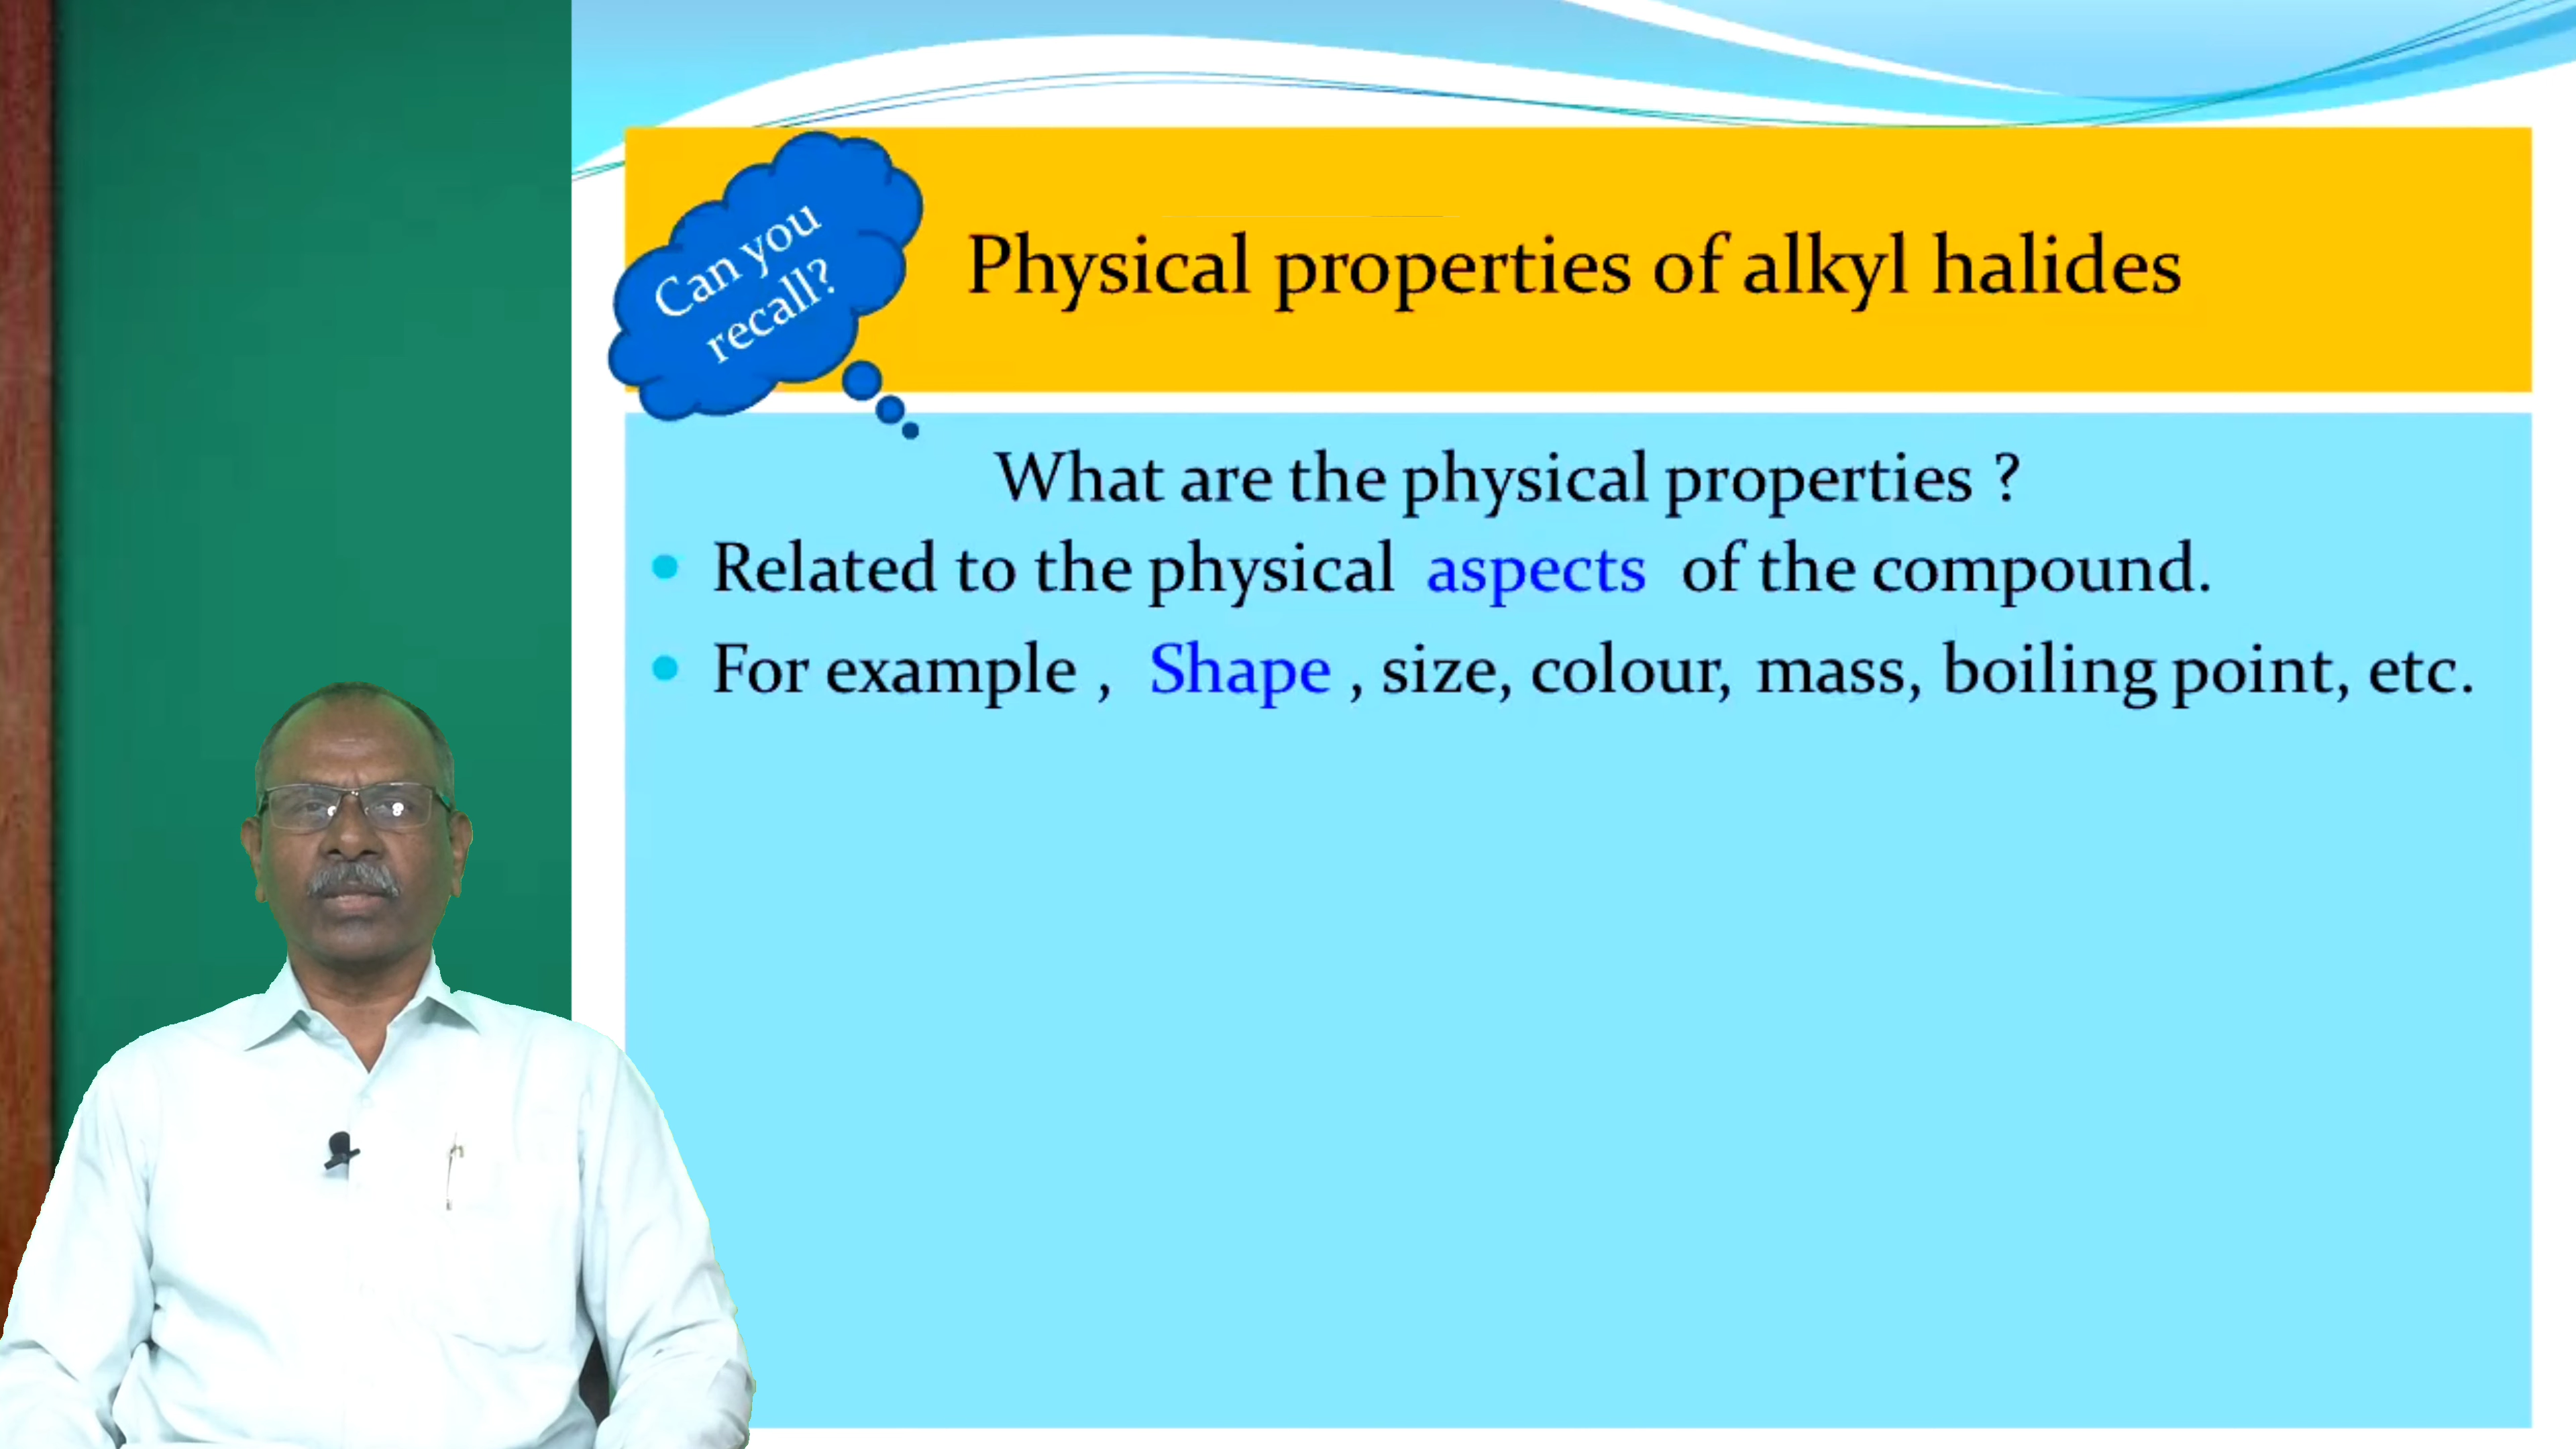 Can you
recall?
Physical properties of alkyl halides
What are the physical properties ?
Related to the physical aspects of the compound.
For example , Shape , size, colour, mass, boiling point, etc.